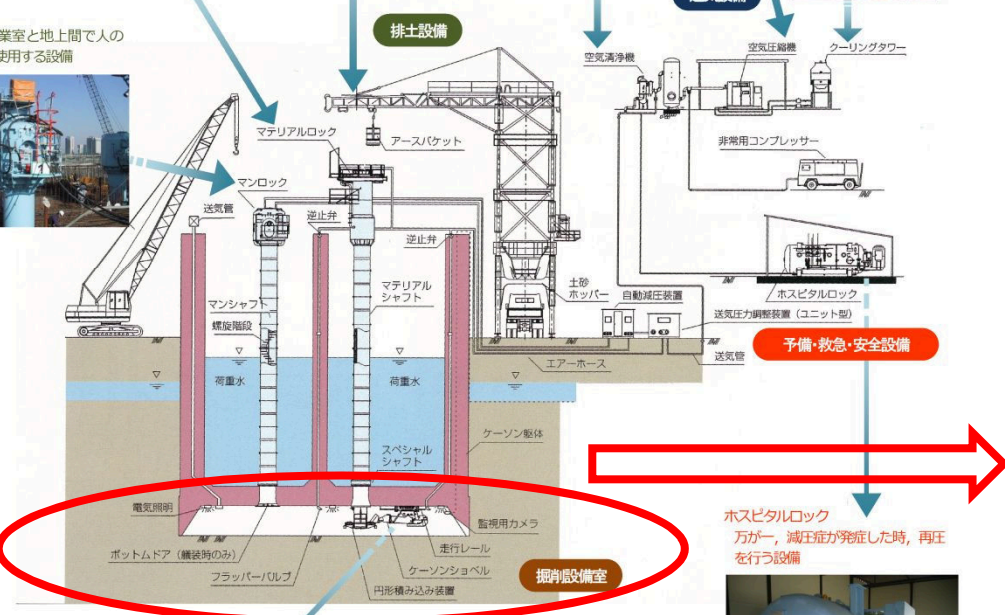 排土設備
業室と地上間で人の
使用する設備
空気清浄機
空気圧縮機
クーリングタワー
マテリアルロック
アースバケット
非常用コンプレッサー
マンロック
送気管
逆止弁
逆止弁
マテリアル
シャフト
土砂
ホッパー
自動減圧装置
ホスピタルロック
マンシャフト
送気圧力調整装置（ユニット型）
螺旋階段
予備・救急・安全設備
送気管
エアーホース
荷重水
荷重水
ケーソン躯体
スペシャル
シャフト
電気照明
監視用カメラ
ホスピタルロック
万が一，減圧症が発症した時，再圧
を行う設備
ボットムドア（艤装時のみ）
走行レール
フラッパーバルブ
ケーソンショベル
円形積み込み装置
掘削設備室